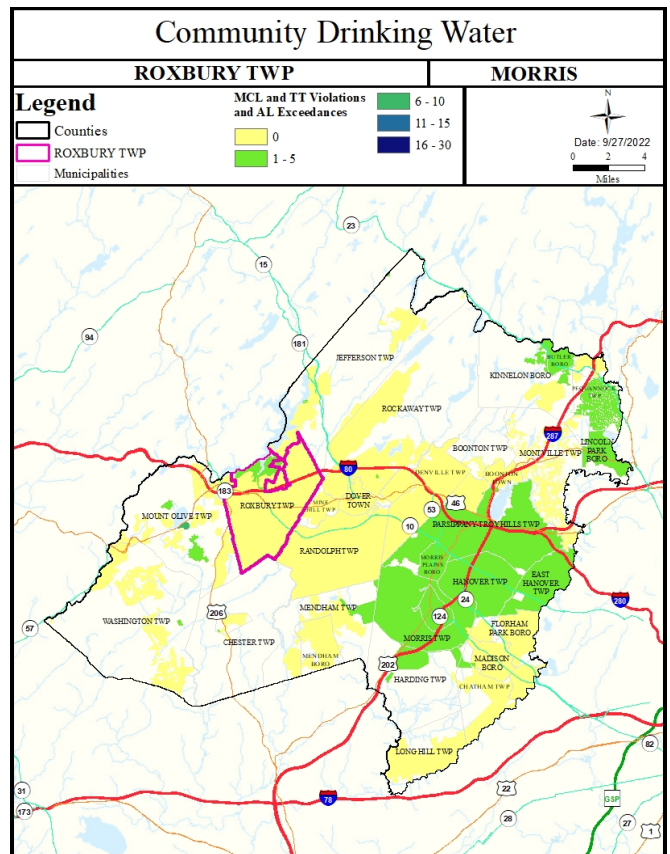 Community Drinking Water
ROXBURY TWP
MORRIS
Legend
Counties
ROXBURY TWP
Municipalities
MCL and TT Violations
and AL Exceedances
0
1 - 5
6 - 10
11 - 15
16 - 30
N
Date: 9/27/2022
0 2 4
Miles
23
15
94
181
JEFFERSON TWP
BUTLER
BORO
KINNELON BORO
PEQUANNOCK
TWP
ROCKAWAY TWP
287
LINCOLN
PARK
BORO
BOONTON TWP
MONTVILLE TWP
80
DENVILLE TWP
BOONTON
TOWN
183
ROXBURY TWP
MINE
HILL TWP
DOVER
TOWN
53
46
MOUNT OLIVE TWP
10
PARSIPPANY-TROY HILLS TWP
RANDOLPH TWP
MORRIS
PLAINS
BORO
HANOVER TWP
EAST
HANOVER
TWP
280
24
206
MENDHAM TWP
124
57
WASHINGTON TWP
FLORHAM
PARK BORO
CHESTER TWP
MORRIS TWP
MENDHAM
BORO
202
MADISON
BORO
HARDING TWP
CHATHAM TWP
82
LONG HILL TWP
31
22
173
78
GSP
28
27
1